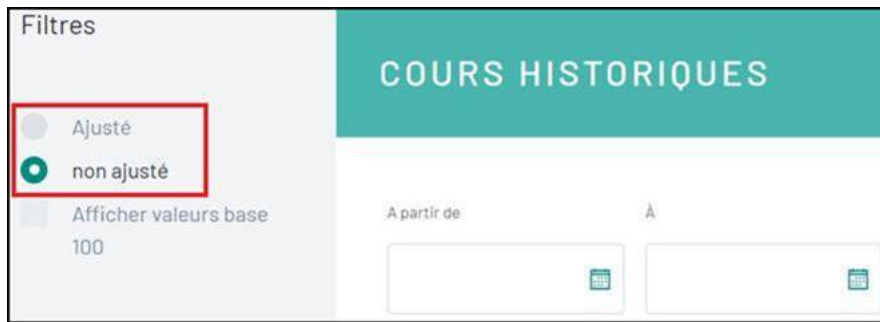 Filtres
COURS HISTORIQUES
Ajusté
non ajusté
Afficher valeurs base
100
A partir de
À